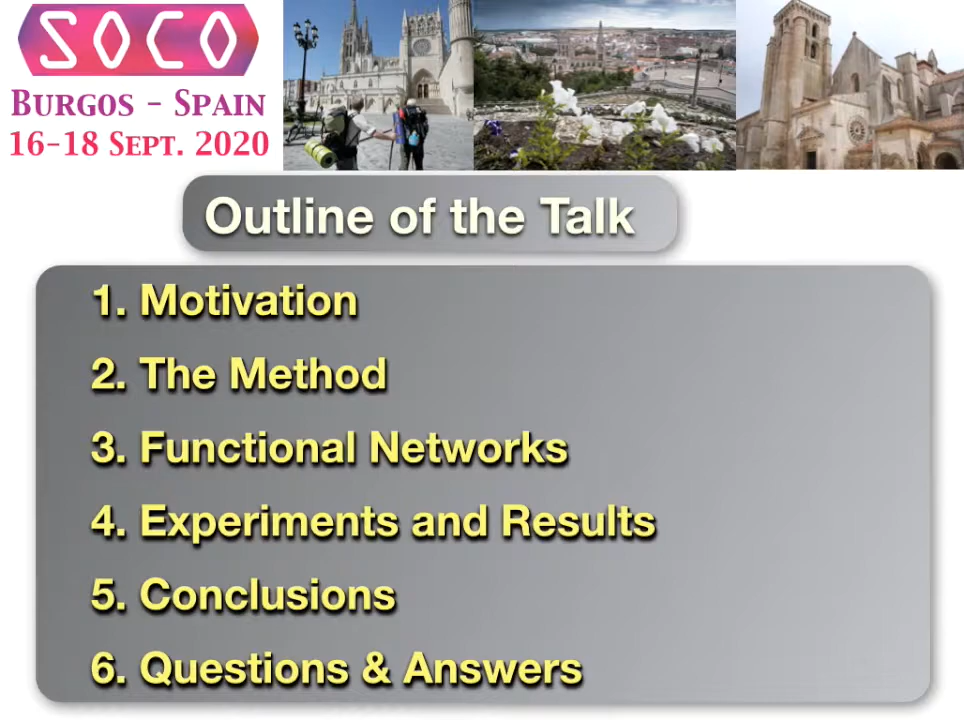 SOCO
BURGOS - SPAIN
16-18 SEPT. 2020
Outline of the Talk
1. Motivation
2. The Method
3. Functional Networks
4. Experiments and Results
5. Conclusions
6. Questions & Answers